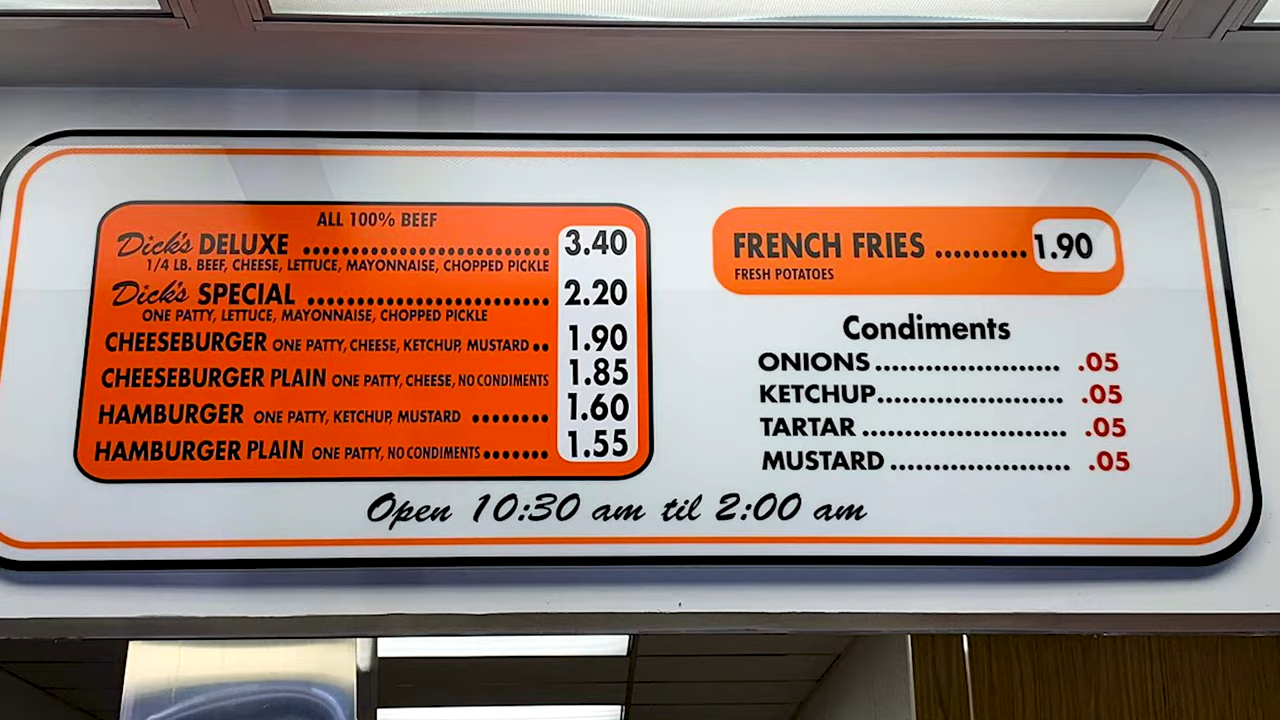 ALL 100% BEEF
Dick's DELUXE ........................ 3.40
1/4 LB. BEEF, CHEESE, LETTUCE, MAYONNAISE, CHOPPED PICKLE
Dick's SPECIAL ........................ 2.20
ONE PATTY, LETTUCE, MAYONNAISE, CHOPPED PICKLE
CHEESEBURGER ONE PATTY, CHEESE, KETCHUP, MUSTARD .. 1.90
CHEESEBURGER PLAIN ONE PATTY, CHEESE, NO CONDIMENTS 1.85
HAMBURGER ONE PATTY, KETCHUP, MUSTARD ........ 1.60
HAMBURGER PLAIN ONE PATTY, NO CONDIMENTS ....... 1.55
FRENCH FRIES .......... 1.90
FRESH POTATOES
Condiments
ONIONS ........................ .05
KETCHUP ........................ .05
TARTAR ........................ .05
MUSTARD ........................ .05
Open 10:30 am til 2:00 am